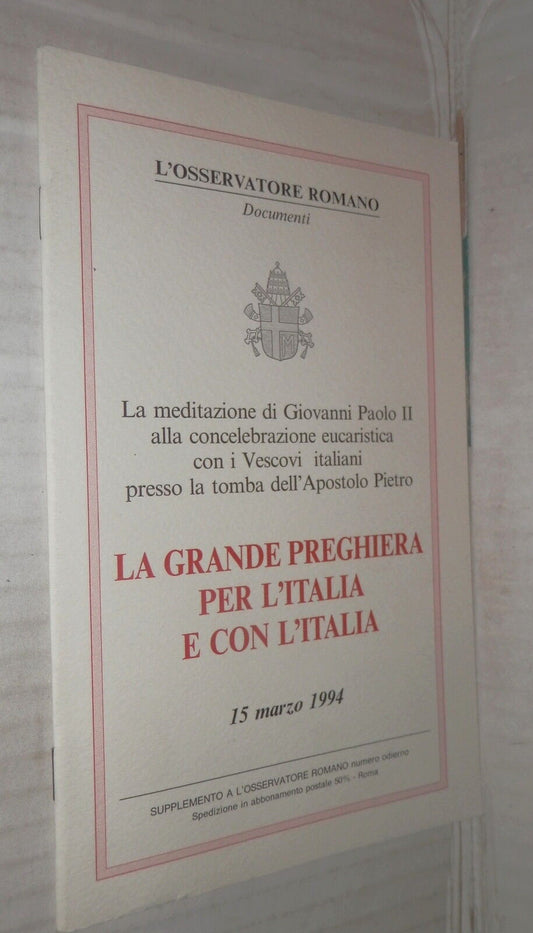 L'OSSERVATORE ROMANO
Documenti
La meditazione di Giovanni Paolo II
alla concelebrazione eucaristica
con i Vescovi italiani
presso la tomba dell'Apostolo Pietro
LA GRANDE PREGHIERA
PER L'ITALIA
E CON L'ITALIA
15 marzo 1994
SUPPLEMENTO A L'OSSERVATORE ROMANO numero odierno
Spedizione in abbonamento postale 50% - Roma